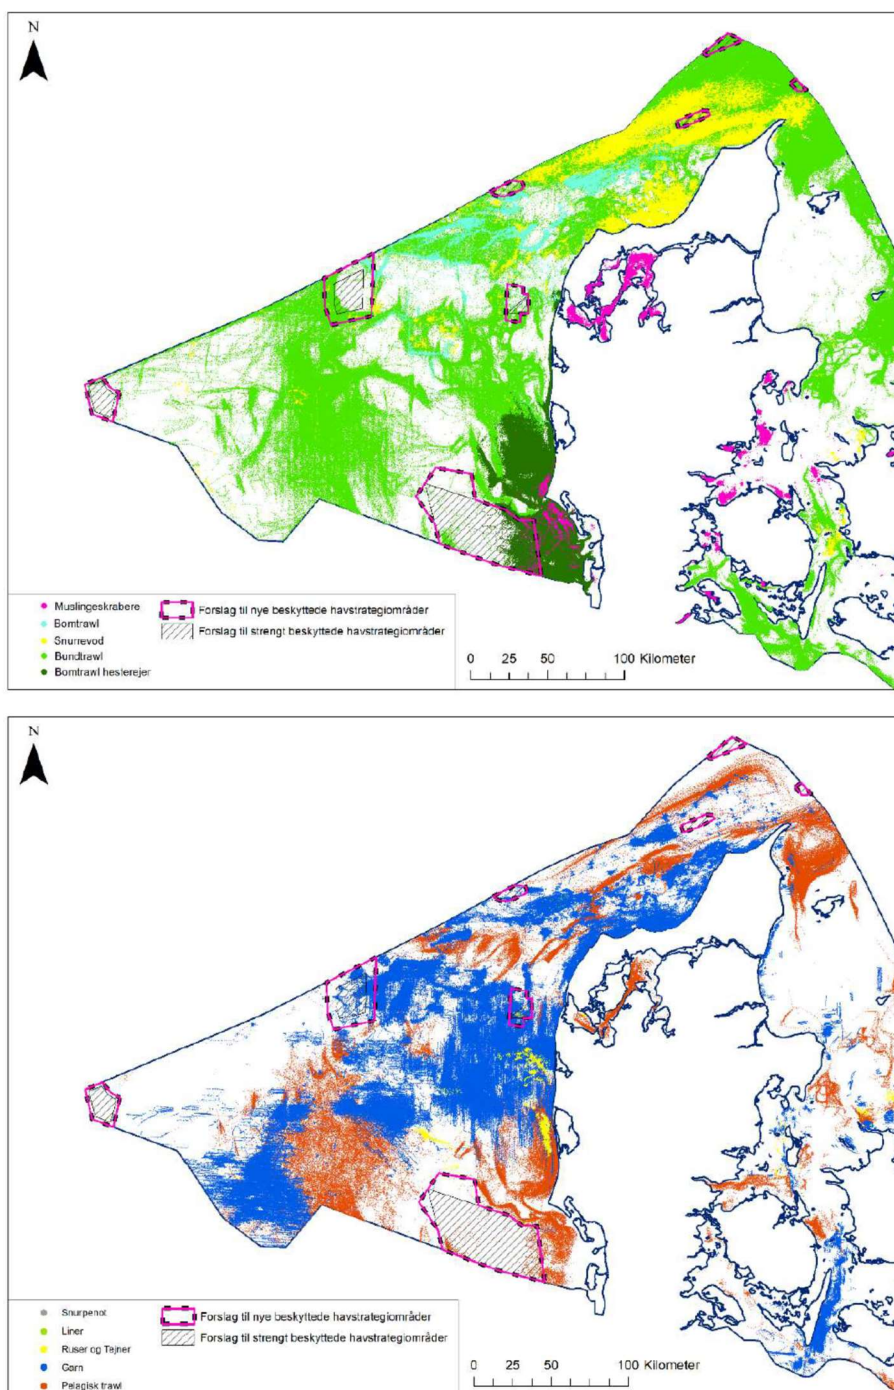 N
Muslingeskrabere
Bomtrawl
Snurrevod
Bundtrawl
Bomtrawl hesterejer
Forslag til nye beskyttede havstrategiområder
Forslag til strengt beskyttede havstrategiområder
0 25 50 100 Kilometer
N
Snurpenot
Liner
Ruser og Tejner
Garn
Pelagisk trawl
Forslag til nye beskyttede havstrategiområder
Forslag til strengt beskyttede havstrategiområder
0 25 50 100 Kilometer